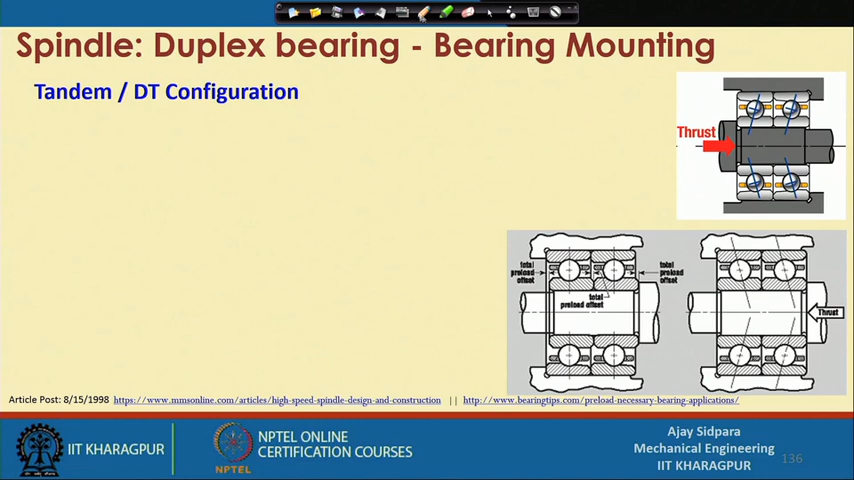 Spindle: Duplex bearing - Bearing Mounting
Tandem / DT Configuration
Thrust
total
preload
offset
total
preload offset
total
preload
offset
Thrust
Article Post: 8/15/1998 https://www.mmsonline.com/articles/high-speed-spindle-design-and-construction || http://www.bearingtips.com/preload-necessary-bearing-applications/
IIT KHARAGPUR
NPTEL
NPTEL ONLINE
CERTIFICATION COURSES
Ajay Sidpara
Mechanical Engineering
IIT KHARAGPUR
136